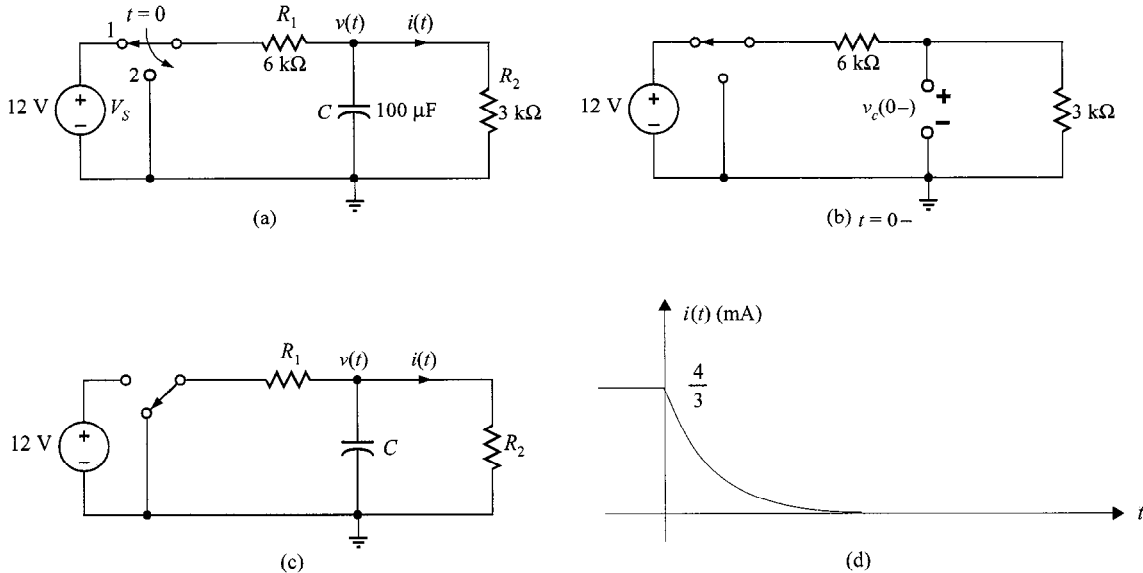 t = 0
1
2
R1
6 kΩ
v(t)
i(t)
12 V
+
−
VS
C
100 μF
R2
3 kΩ
(a)
12 V
+
−
6 kΩ
vc(0–)
+
−
3 kΩ
(b) t = 0–
12 V
+
−
R1
v(t)
i(t)
C
R2
(c)
i(t) (mA)
4
3
t
(d)